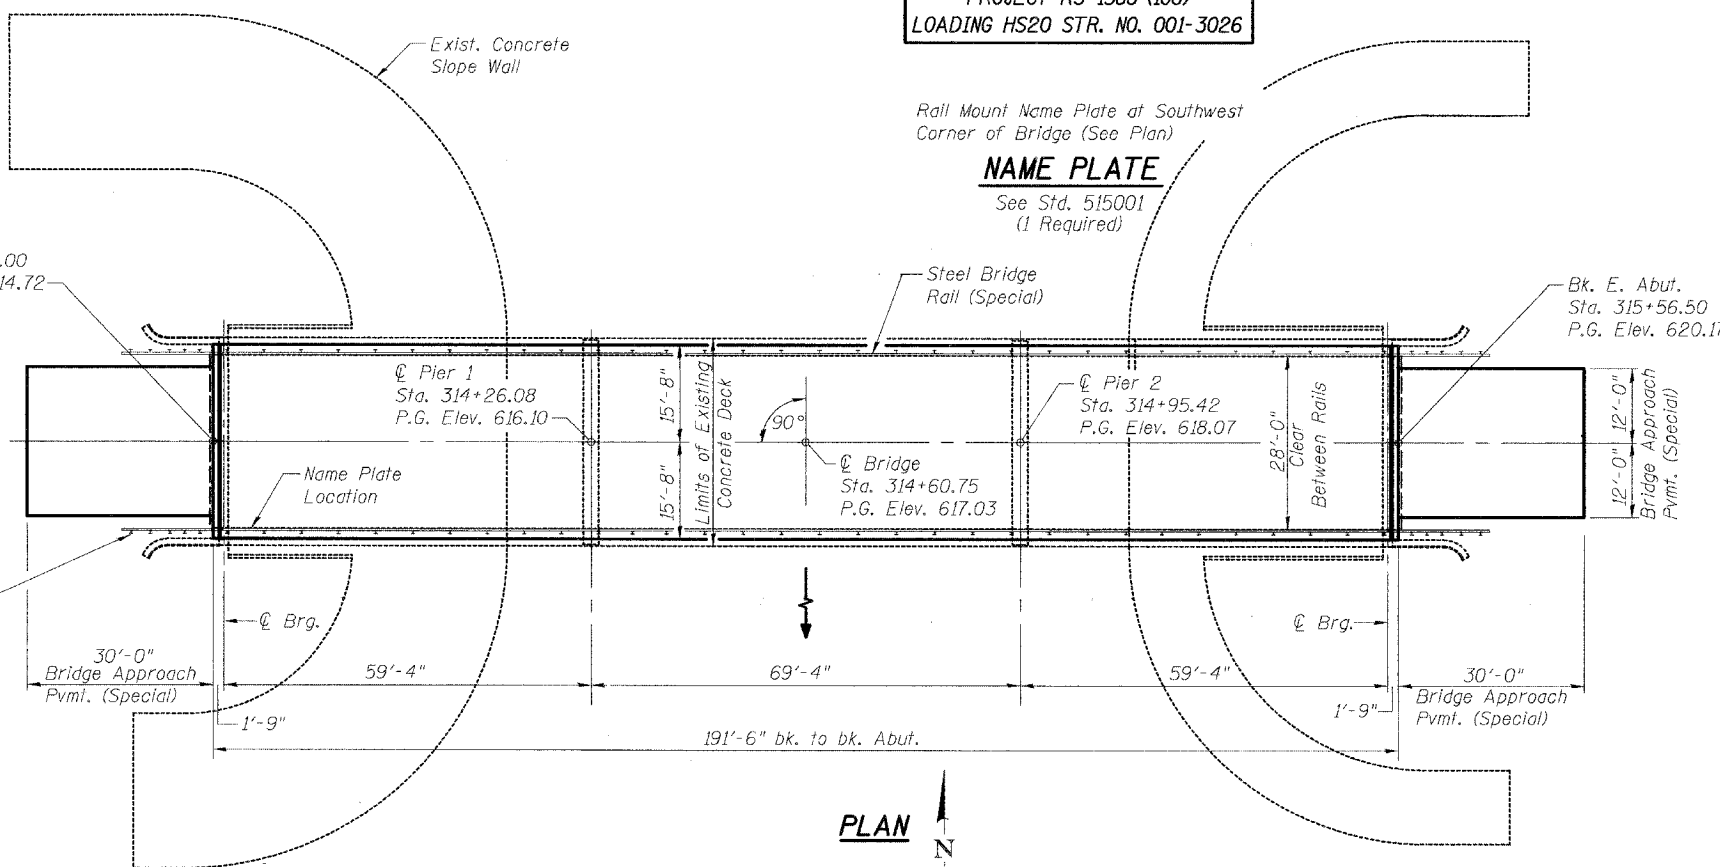 LOADING HS20 STR. NO. 001-3026
Exist. Concrete
Slope Wall
Rail Mount Name Plate at Southwest
Corner of Bridge (See Plan)
NAME PLATE
See Std. 515001
(1 Required)
.00
14.72
Steel Bridge
Rail (Special)
Bk. E. Abut.
Sta. 315+56.50
P.G. Elev. 620.17
℄ Pier 1
Sta. 314+26.08
P.G. Elev. 616.10
15'-8"
15'-8"
Limits of Existing
Concrete Deck
90°
℄ Bridge
Sta. 314+60.75
P.G. Elev. 617.03
℄ Pier 2
Sta. 314+95.42
P.G. Elev. 618.07
28'-0"
Clear
Between Rails
12'-0"
12'-0"
Bridge Approach
Pvmt. (Special)
Name Plate
Location
℄ Brg.
℄ Brg.
30'-0"
Bridge Approach
Pvmt. (Special)
59'-4"
69'-4"
59'-4"
30'-0"
Bridge Approach
Pvmt. (Special)
1'-9"
1'-9"
191'-6" bk. to bk. Abut.
PLAN
N